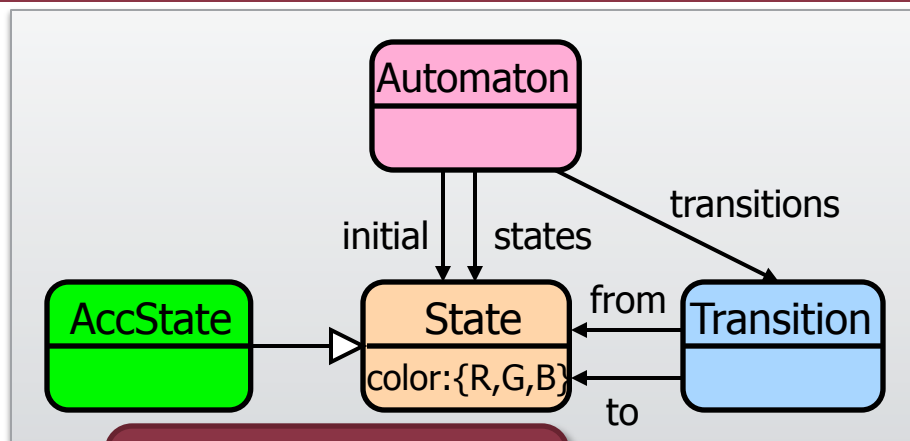 Automaton
transitions
initial
states
AccState
State
from
Transition
color:{R,G,B}
to